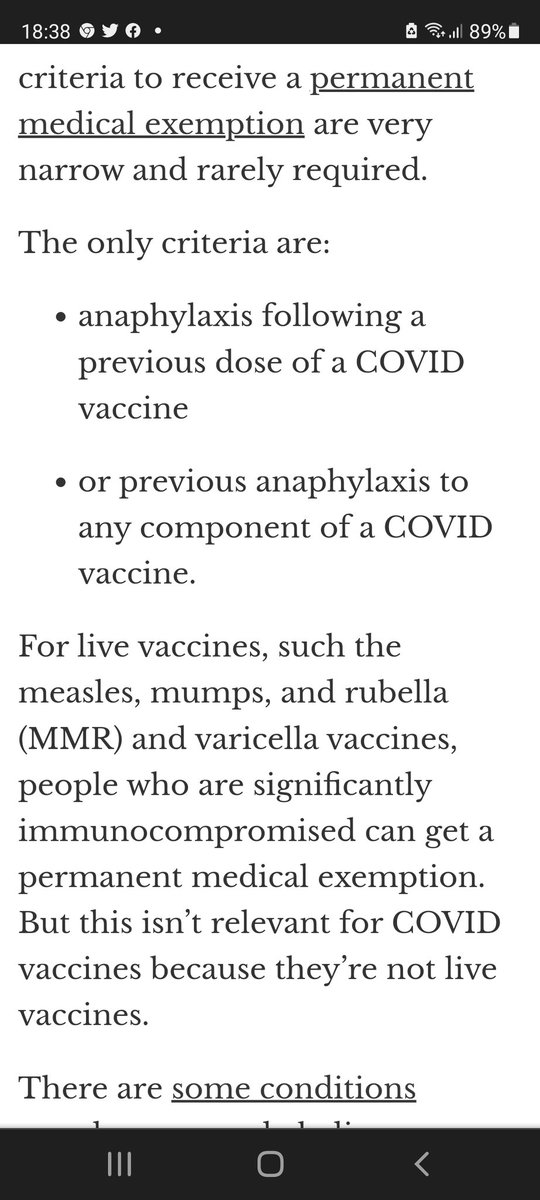 18:38 89%
criteria to receive a permanent
medical exemption are very
narrow and rarely required.
The only criteria are:
• anaphylaxis following a
previous dose of a COVID
vaccine
• or previous anaphylaxis to
any component of a COVID
vaccine.
For live vaccines, such the
measles, mumps, and rubella
(MMR) and varicella vaccines,
people who are significantly
immunocompromised can get a
permanent medical exemption.
But this isn’t relevant for COVID
vaccines because they’re not live
vaccines.
There are some conditions